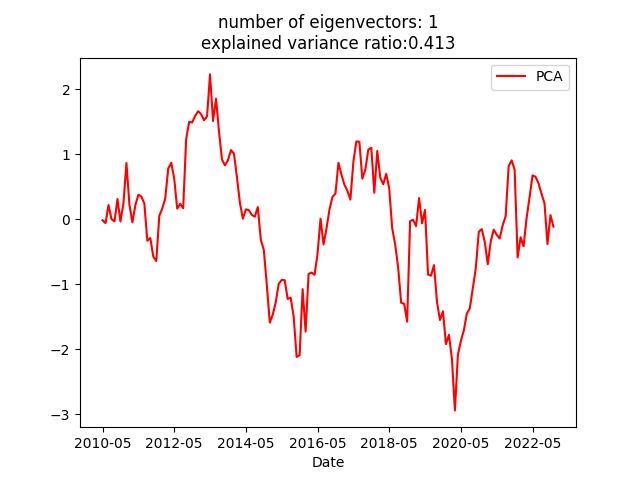 number of eigenvectors: 1
explained variance ratio:0.413
PCA
2
1
0
−1
−2
−3
2010-05 2012-05 2014-05 2016-05 2018-05 2020-05 2022-05
Date